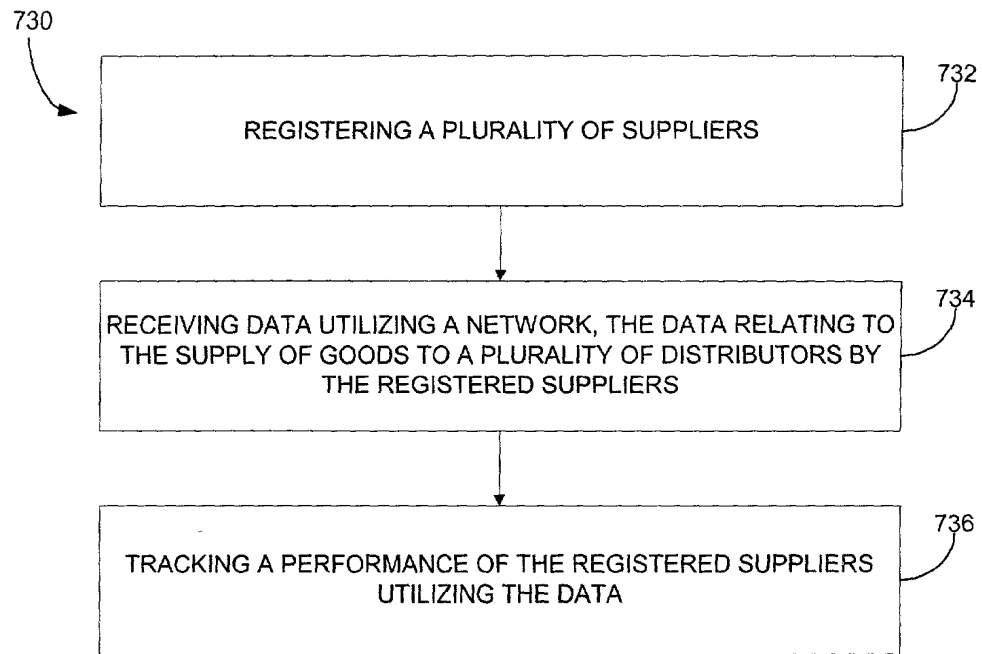 730
732
REGISTERING A PLURALITY OF SUPPLIERS
734
RECEIVING DATA UTILIZING A NETWORK, THE DATA RELATING TO
THE SUPPLY OF GOODS TO A PLURALITY OF DISTRIBUTORS BY
THE REGISTERED SUPPLIERS
736
TRACKING A PERFORMANCE OF THE REGISTERED SUPPLIERS
UTILIZING THE DATA